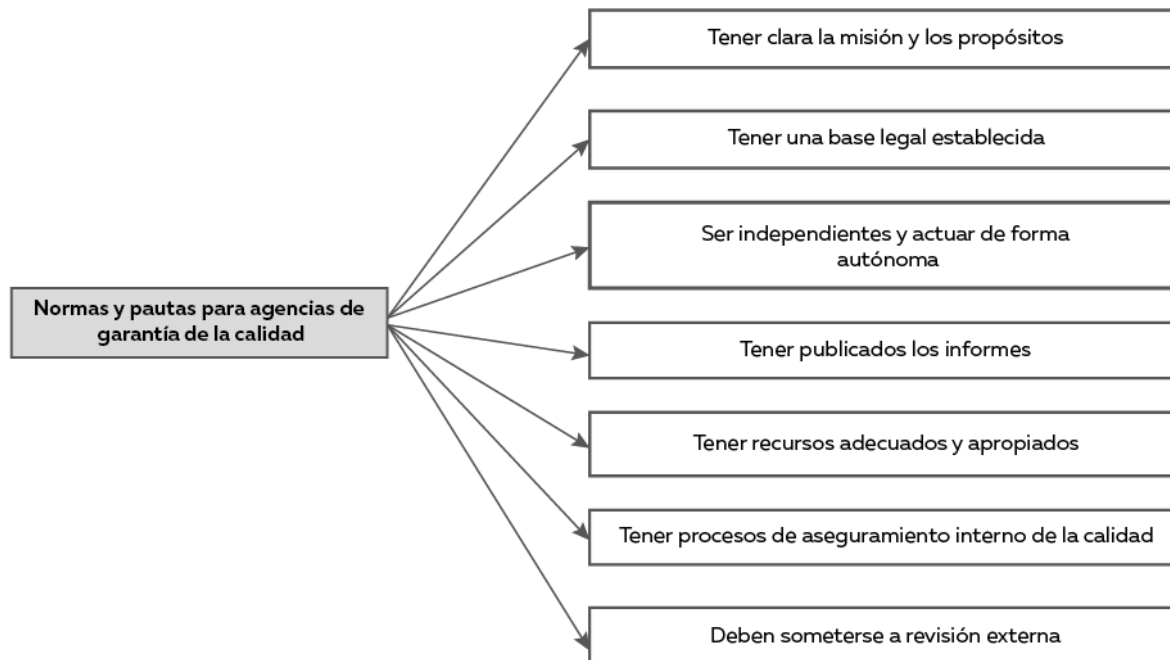 Tener clara la misión y los propósitos
Tener una base legal establecida
Ser independientes y actuar de forma
autónoma
Normas y pautas para agencias de
garantía de la calidad
Tener publicados los informes
Tener recursos adecuados y apropiados
Tener procesos de aseguramiento interno de la calidad
Deben someterse a revisión externa